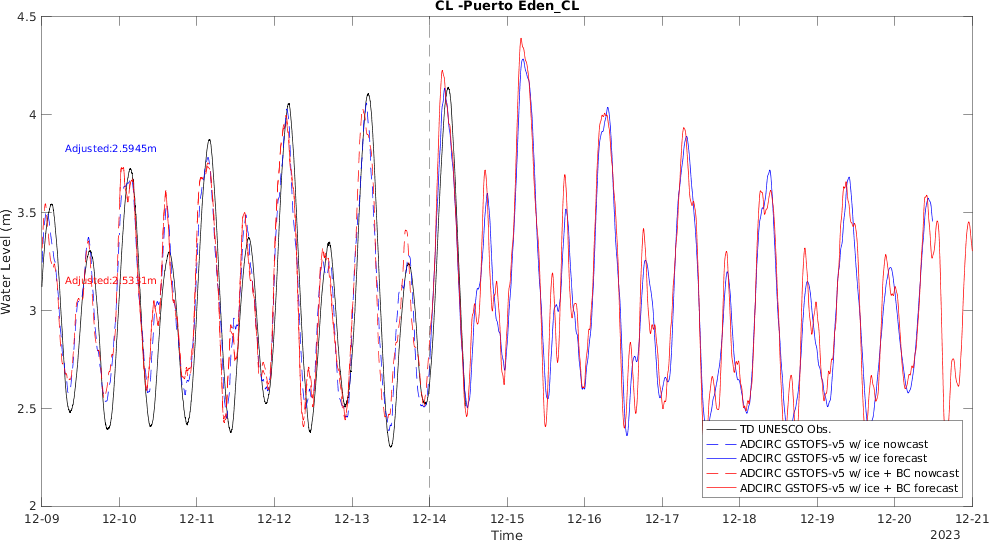 CL -Puerto Eden_CL
4.5
4
3.5
3
2.5
2
Water Level (m)
Adjusted:2.5945m
Adjusted:2.5331m
TD UNESCO Obs.
ADCIRC GSTOFS-v5 w/ ice nowcast
ADCIRC GSTOFS-v5 w/ ice forecast
ADCIRC GSTOFS-v5 w/ ice + BC nowcast
ADCIRC GSTOFS-v5 w/ ice + BC forecast
12-09 12-10 12-11 12-12 12-13 12-14 12-15 12-16 12-17 12-18 12-19 12-20 12-21
Time
2023